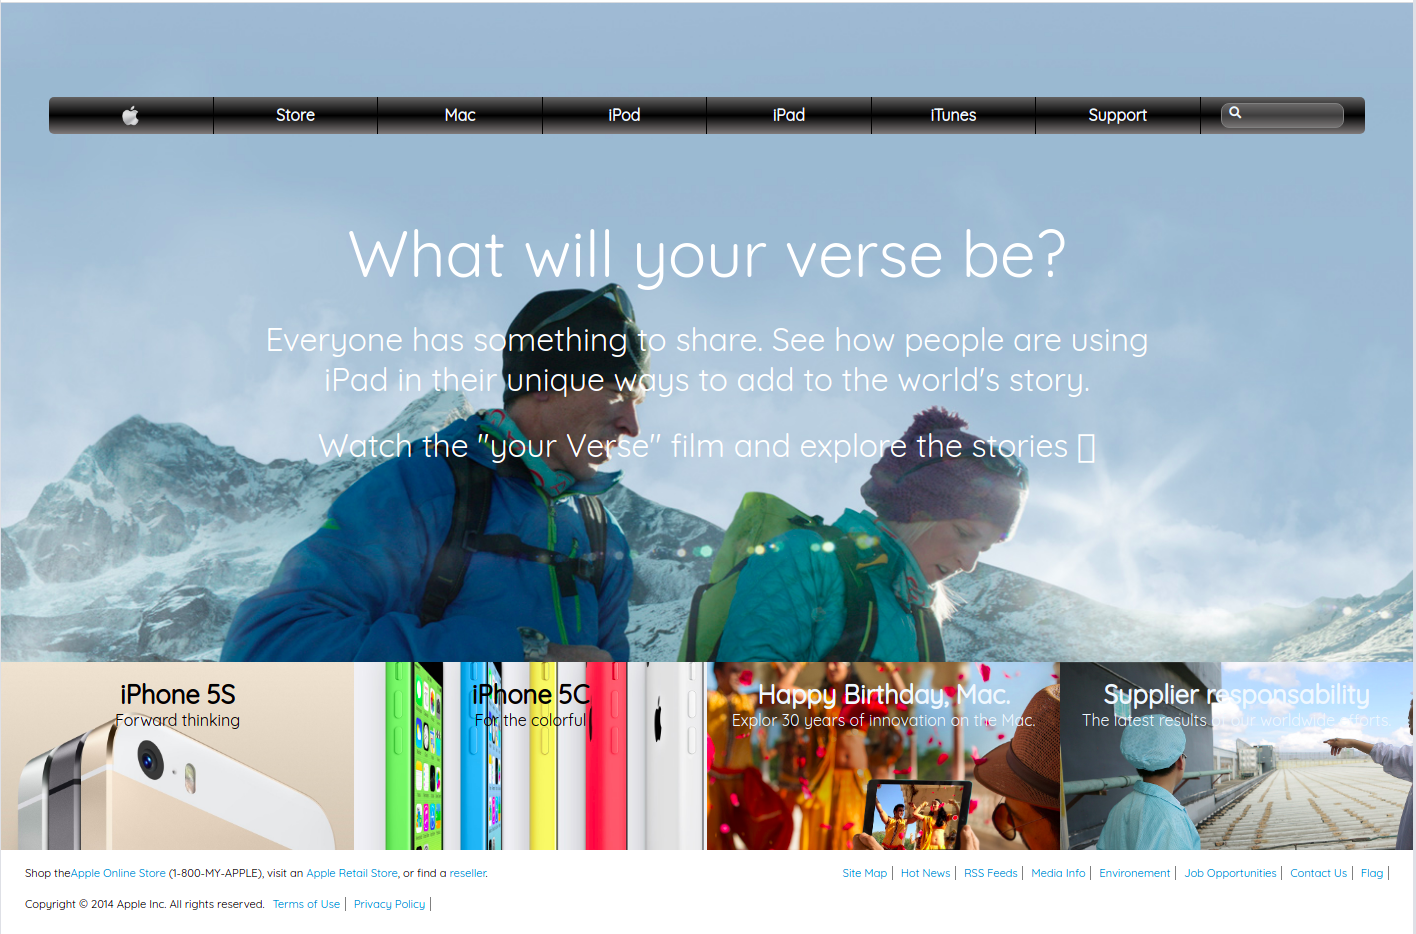 Store Mac iPod iPad iTunes Support
What will your verse be?
Everyone has something to share. See how people are using
iPad in their unique ways to add to the world's story.
Watch the "your Verse" film and explore the stories
iPhone 5S
Forward thinking
iPhone 5C
For the colorful
Happy Birthday, Mac.
Explor 30 years of innovation on the Mac.
Supplier responsability
The latest results of our worldwide efforts.
Shop theApple Online Store (1-800-MY-APPLE), visit an Apple Retail Store, or find a reseller.
Site Map | Hot News | RSS Feeds | Media Info | Environement | Job Opportunities | Contact Us | Flag |
Copyright © 2014 Apple Inc. All rights reserved. Terms of Use | Privacy Policy |